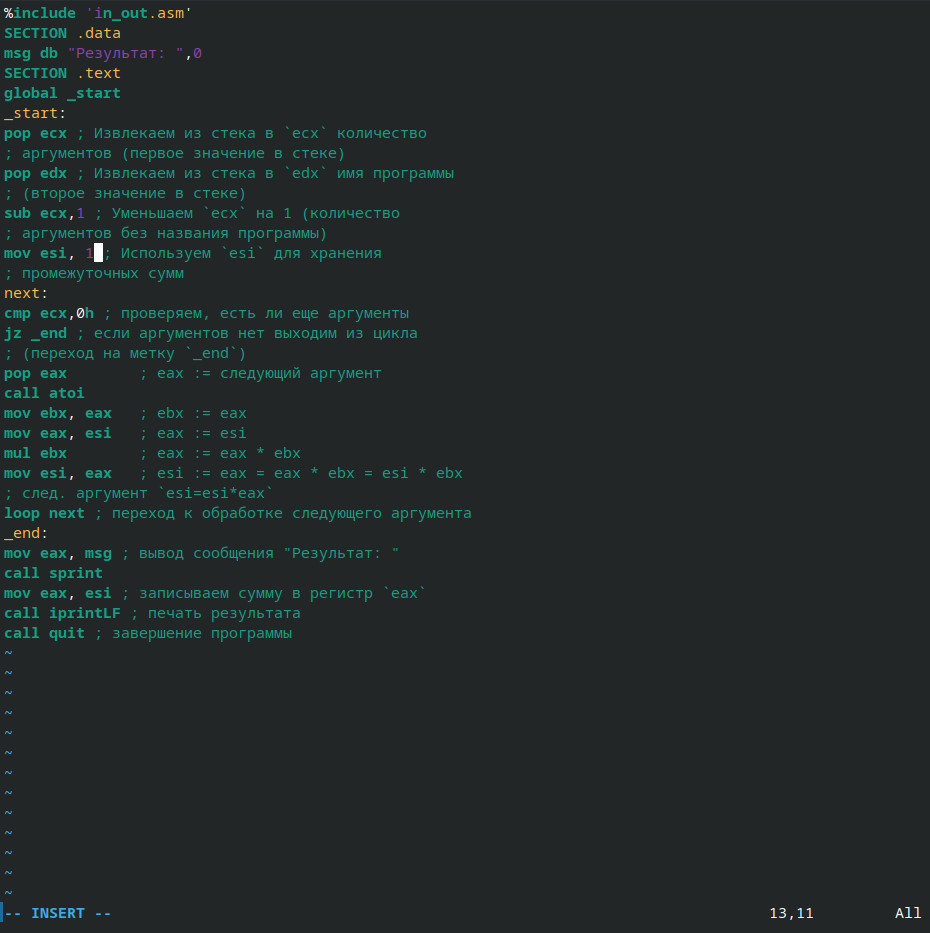 %include 'in_out.asm'
SECTION .data
msg db "Результат: ",0
SECTION .text
global _start
_start:
pop ecx ; Извлекаем из стека в `ecx` количество
; аргументов (первое значение в стеке)
pop edx ; Извлекаем из стека в `edx` имя программы
; (второе значение в стеке)
sub ecx,1 ; Уменьшаем `ecx` на 1 (количество
; аргументов без названия программы)
mov esi, 1 ; Используем `esi` для хранения
; промежуточных сумм
next:
cmp ecx,0h ; проверяем, есть ли еще аргументы
jz _end ; если аргументов нет выходим из цикла
; (переход на метку `_end`)
pop eax        ; eax := следующий аргумент
call atoi
mov ebx, eax   ; ebx := eax
mov eax, esi   ; eax := esi
mul ebx        ; eax := eax * ebx
mov esi, eax   ; esi := eax = eax * ebx = esi * ebx
; след. аргумент `esi=esi*eax`
loop next ; переход к обработке следующего аргумента
_end:
mov eax, msg ; вывод сообщения "Результат: "
call sprint
mov eax, esi ; записываем сумму в регистр `eax`
call iprintLF ; печать результата
call quit ; завершение программы
~
~
~
~
~
~
~
~
~
~
~
~
~
-- INSERT -- 13,11 All